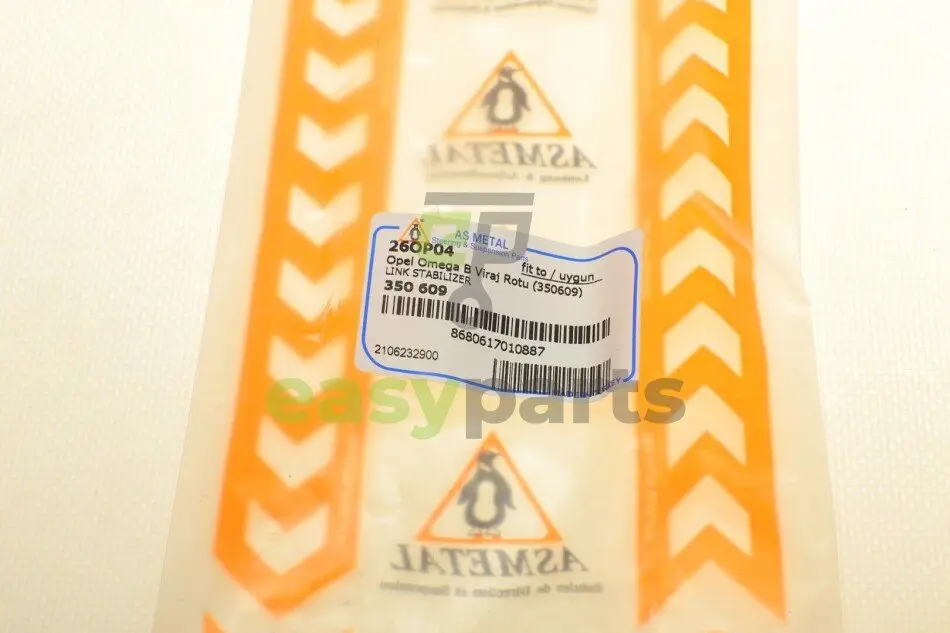 ASMETAL
AS METAL
Steering & Suspension Parts
26OP04
fit to / uygun
Opel Omega B Viraj Rotu (350609)
LINK STABILIZER
350 609
8680617010887
2106232900
easyparts
ASMETAL